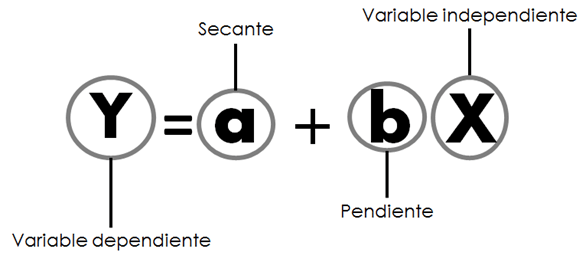 Variable independiente
Secante
Y = a + b X
Pendiente
Variable dependiente